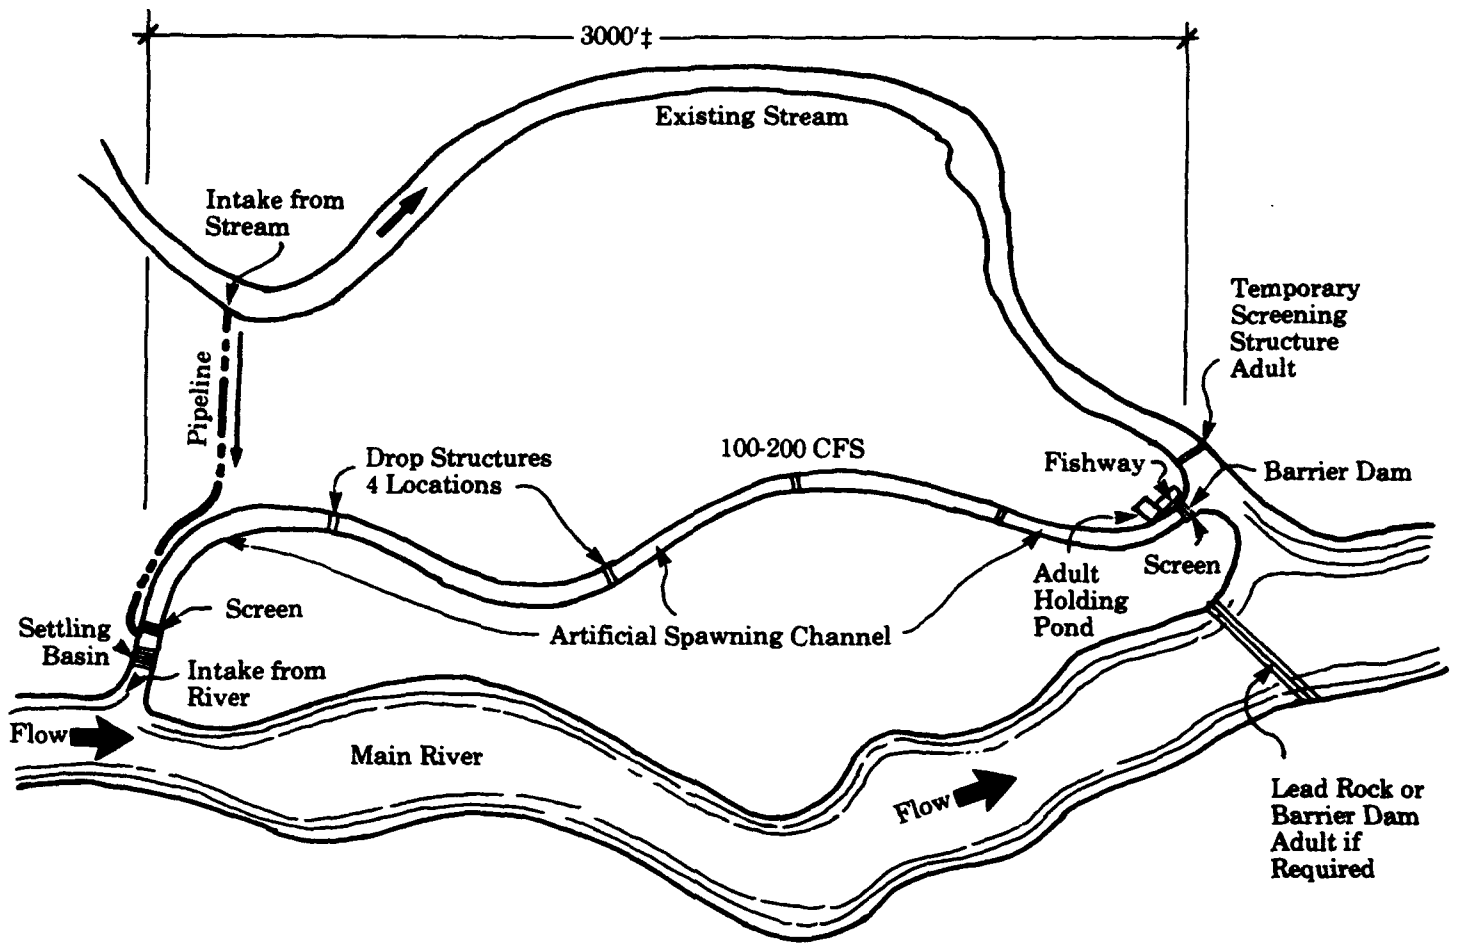 3000'‡
Existing Stream
Intake from
Stream
Pipeline
Temporary
Screening
Structure
Adult
Drop Structures
4 Locations
100-200 CFS
Fishway
Barrier Dam
Screen
Adult
Holding
Pond
Screen
Settling
Basin
Artificial Spawning Channel
Intake from
River
Flow
Main River
Flow
Lead Rock or
Barrier Dam
Adult if
Required